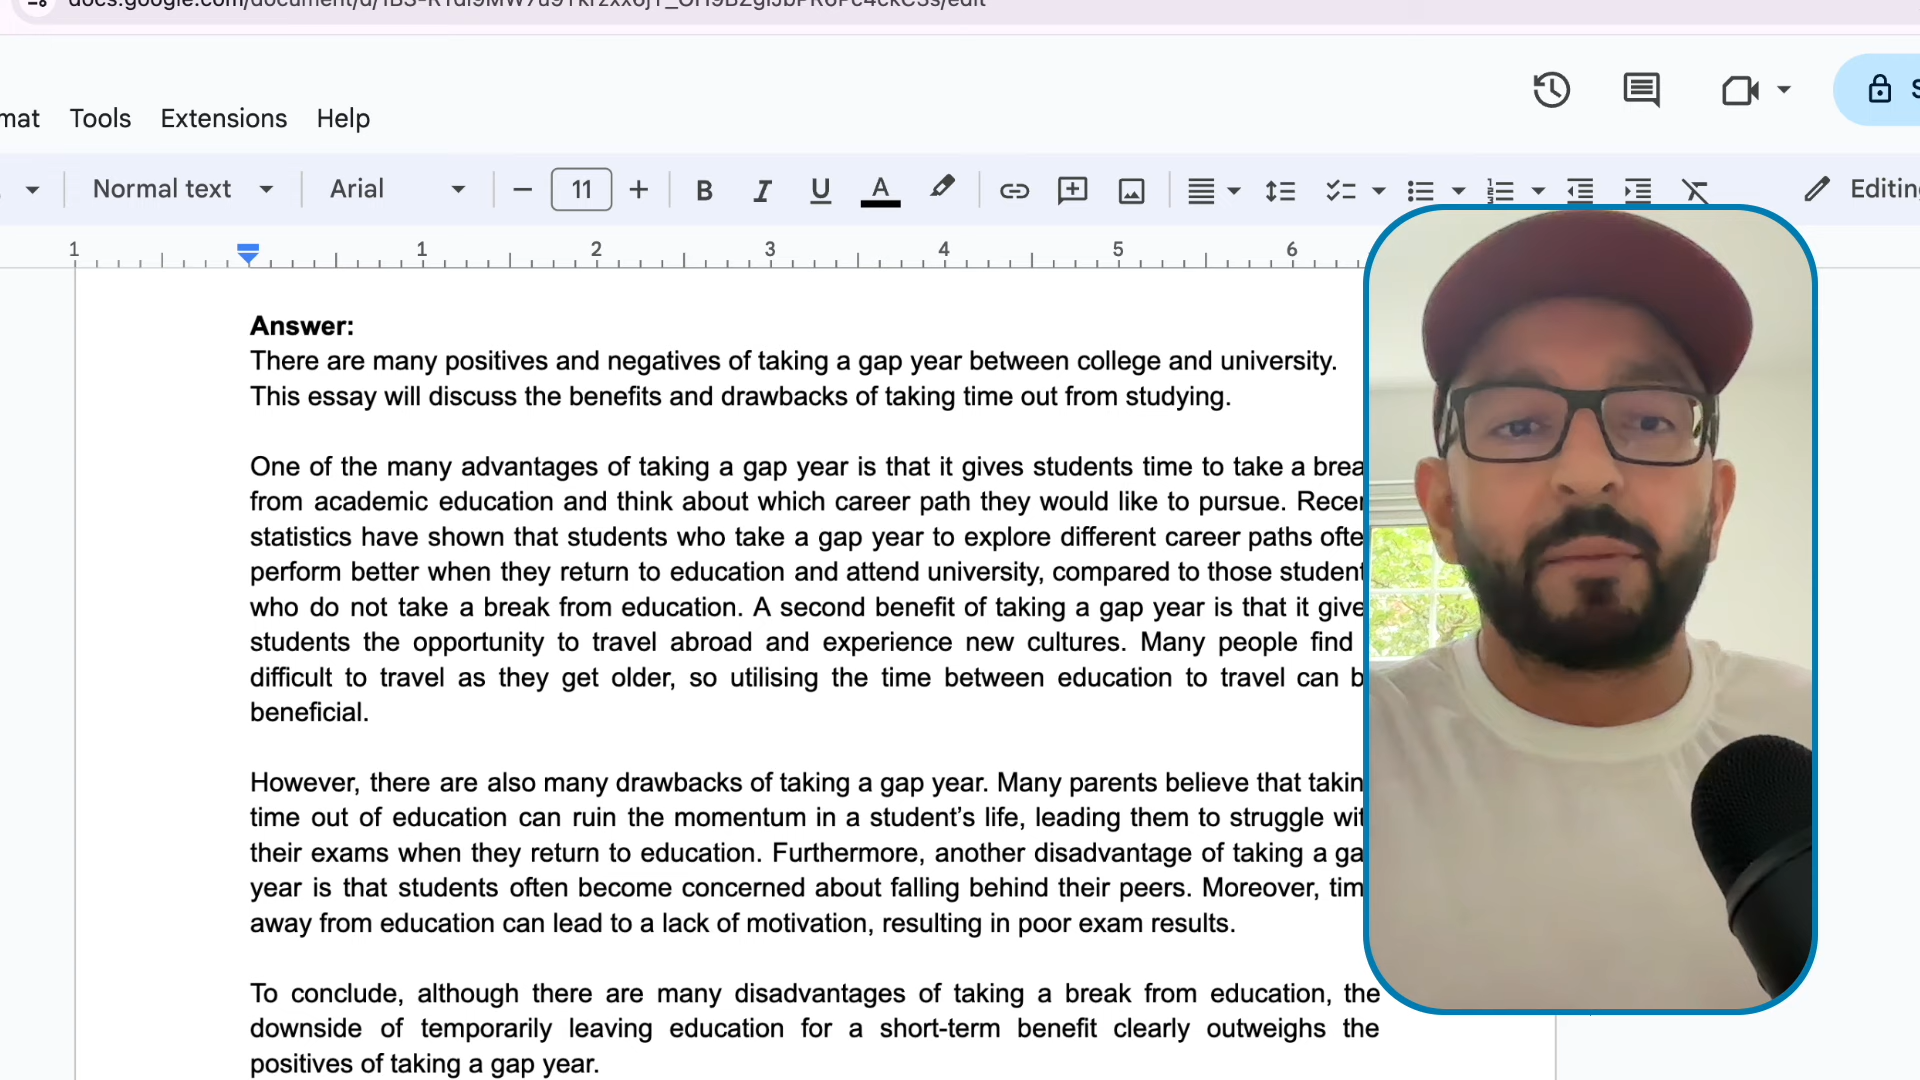 mat Tools Extensions Help
Normal text Arial 11 Editing
1 1 2 3 4 5 6
Answer:
There are many positives and negatives of taking a gap year between college and university.
This essay will discuss the benefits and drawbacks of taking time out from studying.
One of the many advantages of taking a gap year is that it gives students time to take a brea
from academic education and think about which career path they would like to pursue. Recen
statistics have shown that students who take a gap year to explore different career paths ofte
perform better when they return to education and attend university, compared to those student
who do not take a break from education. A second benefit of taking a gap year is that it give
students the opportunity to travel abroad and experience new cultures. Many people find
difficult to travel as they get older, so utilising the time between education to travel can b
beneficial.
However, there are also many drawbacks of taking a gap year. Many parents believe that takin
time out of education can ruin the momentum in a student’s life, leading them to struggle wit
their exams when they return to education. Furthermore, another disadvantage of taking a ga
year is that students often become concerned about falling behind their peers. Moreover, tim
away from education can lead to a lack of motivation, resulting in poor exam results.
To conclude, although there are many disadvantages of taking a break from education, the
downside of temporarily leaving education for a short-term benefit clearly outweighs the
positives of taking a gap year.